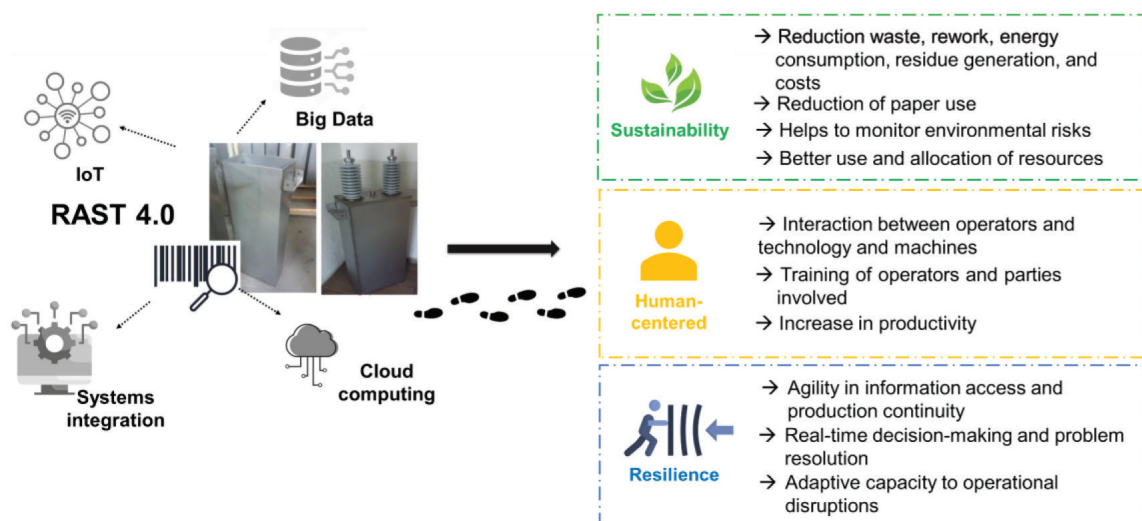 Big Data
IoT
RAST 4.0
Systems
integration
Cloud
computing
Sustainability
→ Reduction waste, rework, energy
consumption, residue generation, and
costs
→ Reduction of paper use
→ Helps to monitor environmental risks
→ Better use and allocation of resources
Human-
centered
→ Interaction between operators and
technology and machines
→ Training of operators and parties
involved
→ Increase in productivity
Resilience
→ Agility in information access and
production continuity
→ Real-time decision-making and problem
resolution
→ Adaptive capacity to operational
disruptions